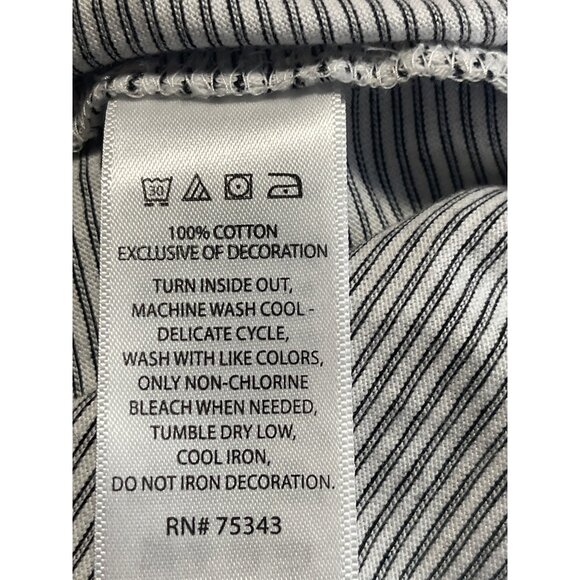 30
100% COTTON
EXCLUSIVE OF DECORATION
TURN INSIDE OUT,
MACHINE WASH COOL -
DELICATE CYCLE,
WASH WITH LIKE COLORS,
ONLY NON-CHLORINE
BLEACH WHEN NEEDED,
TUMBLE DRY LOW,
COOL IRON,
DO NOT IRON DECORATION.
RN# 75343